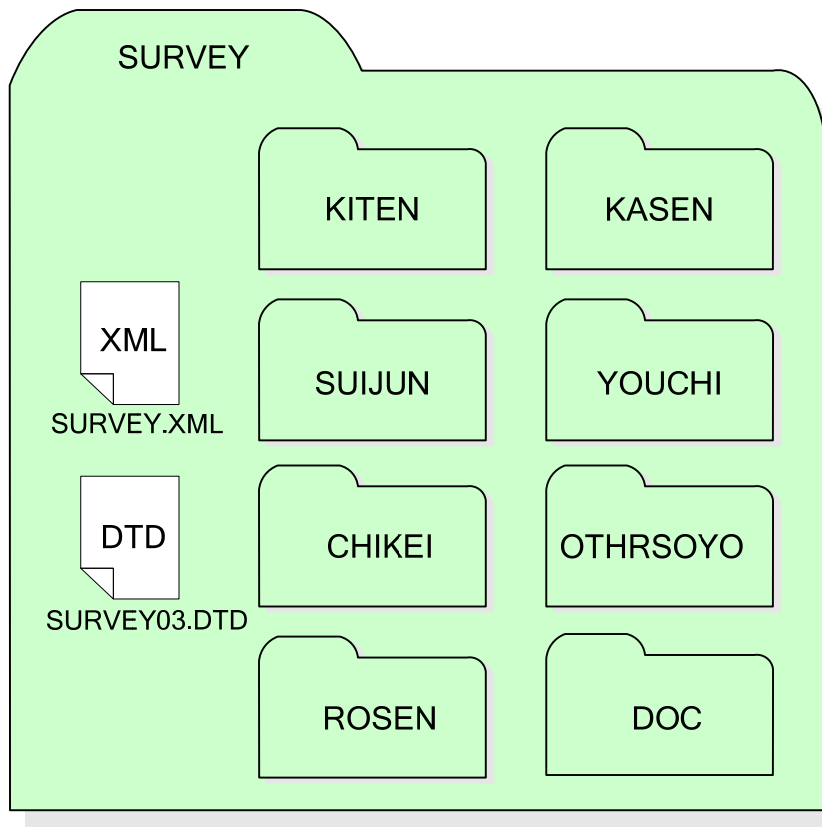 SURVEY
KITEN
KASEN
XML
SURVEY.XML
SUIJUN
YOUCHI
DTD
SURVEY03.DTD
CHIKEI
OTHRSOYO
ROSEN
DOC